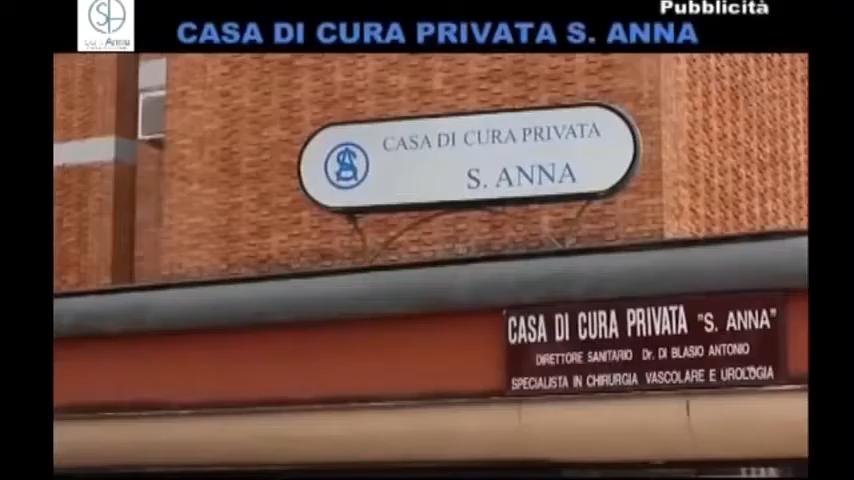 Pubblicità
CASA DI CURA PRIVATA S. ANNA
CASA DI CURA PRIVATA
S. ANNA
CASA DI CURA PRIVATA "S. ANNA"
DIRETTORE SANITARIO Dr. DI BLASIO ANTONIO
SPECIALISTA IN CHIRURGIA VASCOLARE E UROLOGIA